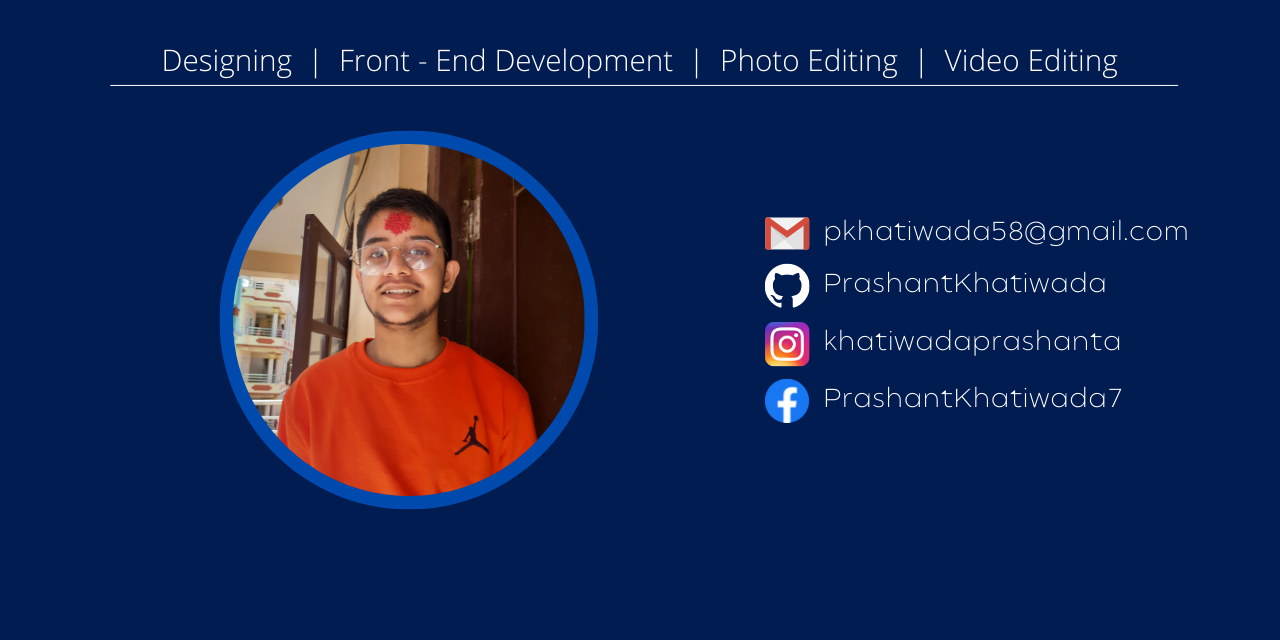 Designing | Front - End Development | Photo Editing | Video Editing
pkhatiwada58@gmail.com
PrashantKhatiwada
khatiwadaprashanta
PrashantKhatiwada7